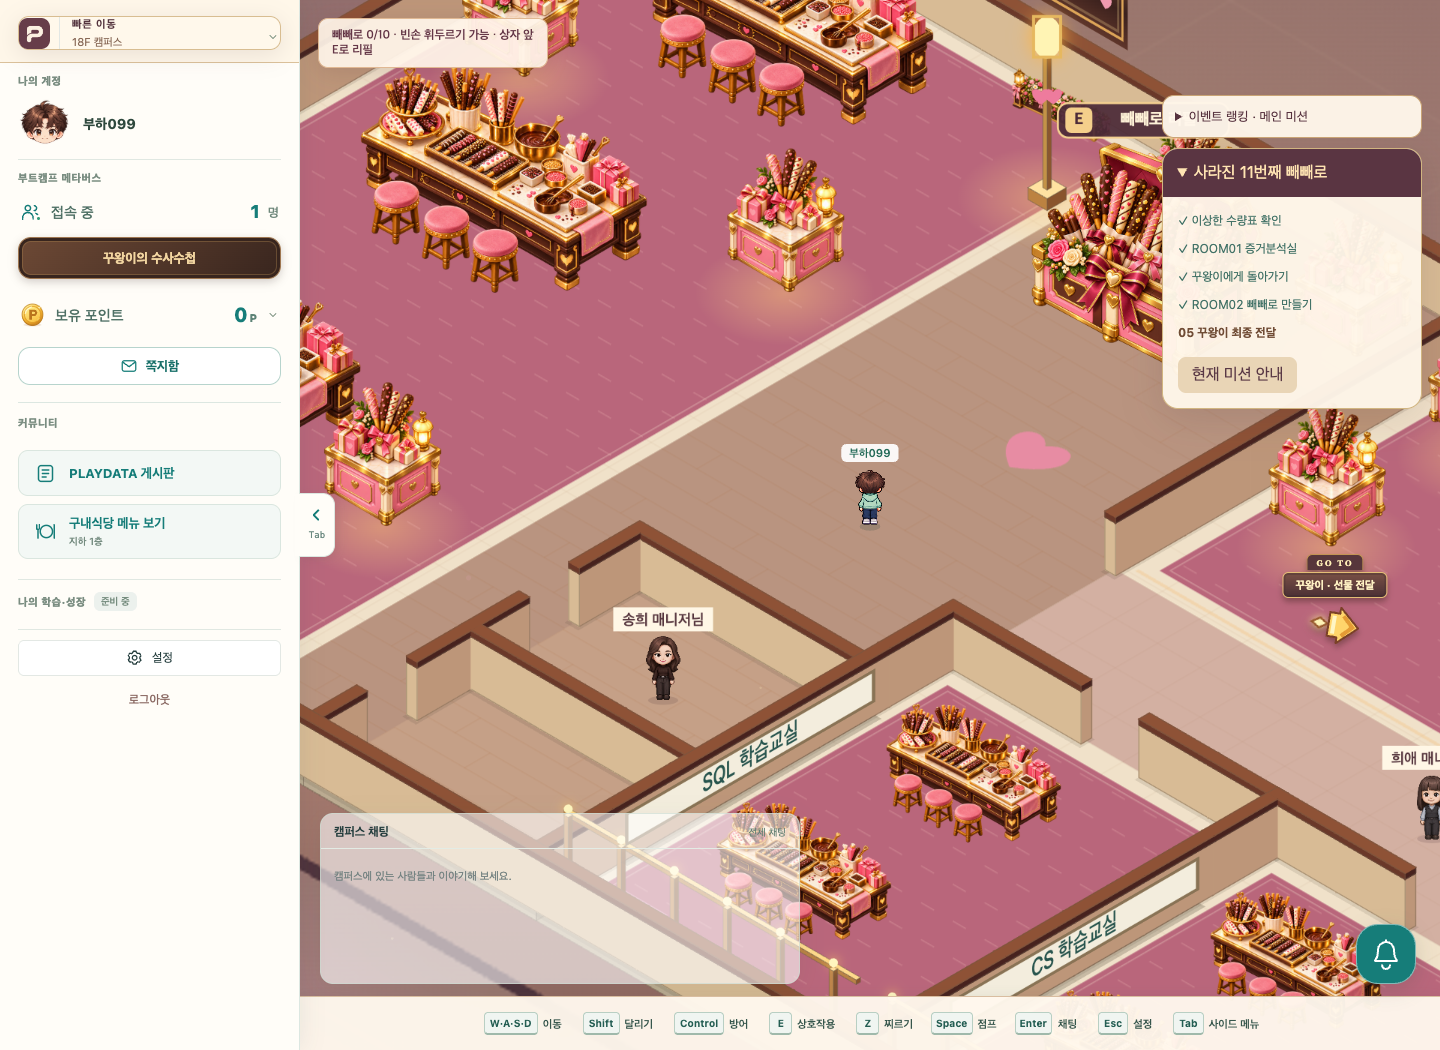 빠른 이동
18F 캠퍼스
나의 계정
부하099
부트캠프 메타버스
접속 중 1 명
꾸왕이의 수사수첩
P 보유 포인트 0 P
쪽지함
커뮤니티
PLAYDATA 게시판
구내식당 메뉴 보기
지하 1층
나의 학습·성장 준비 중
설정
로그아웃
빼빼로 0/10 · 빈손 휘두르기 가능 · 상자 앞
E로 리필
E 빼빼로
▶ 이벤트 랭킹 · 메인 미션
▼ 사라진 11번째 빼빼로
✓ 이상한 수량표 확인
✓ ROOM01 증거분석실
✓ 꾸왕이에게 돌아가기
✓ ROOM02 빼빼로 만들기
05 꾸왕이 최종 전달
현재 미션 안내
부하099
Tab
GO TO
꾸왕이 · 선물 전달
송희 매니저님
SQL 학습교실
희애 매니
CS 학습교실
캠퍼스 채팅 전체 채팅
캠퍼스에 있는 사람들과 이야기해 보세요.
W·A·S·D 이동 Shift 달리기 Control 방어 E 상호작용 Z 찌르기 Space 점프 Enter 채팅 Esc 설정 Tab 사이드 메뉴